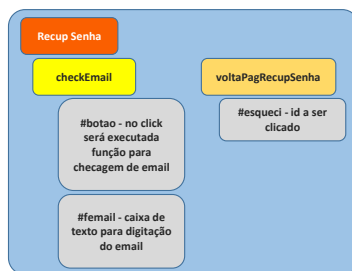 Recup Senha
checkEmail
#botao - no click
será executada
função para
checagem de email
#femail - caixa de
texto para digitação
do email
voltaPagRecupSenha
#esqueci - id a ser
clicado